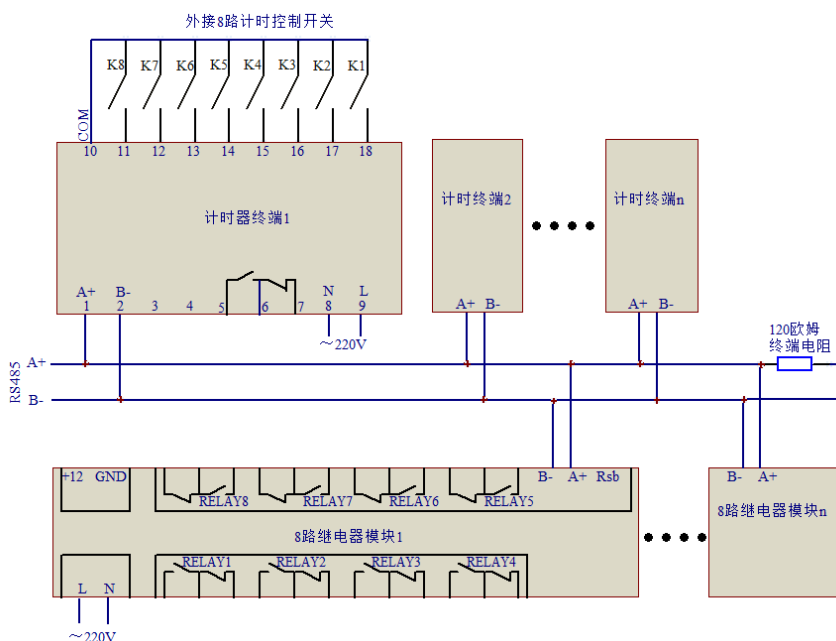 外接8路计时控制开关
K8 K7 K6 K5 K4 K3 K2 K1
COM
10 11 12 13 14 15 16 17 18
计时器终端1
计时终端2
计时终端n
A+ B- N L
1 2 3 4 5 6 7 8 9
A+ B-
A+ B-
～220V
120欧姆
终端电阻
RS485
A+
B-
+12 GND
B- A+ Rsb
B- A+
RELAY8 RELAY7 RELAY6 RELAY5
8路继电器模块1
8路继电器模块n
RELAY1 RELAY2 RELAY3 RELAY4
L N
～220V